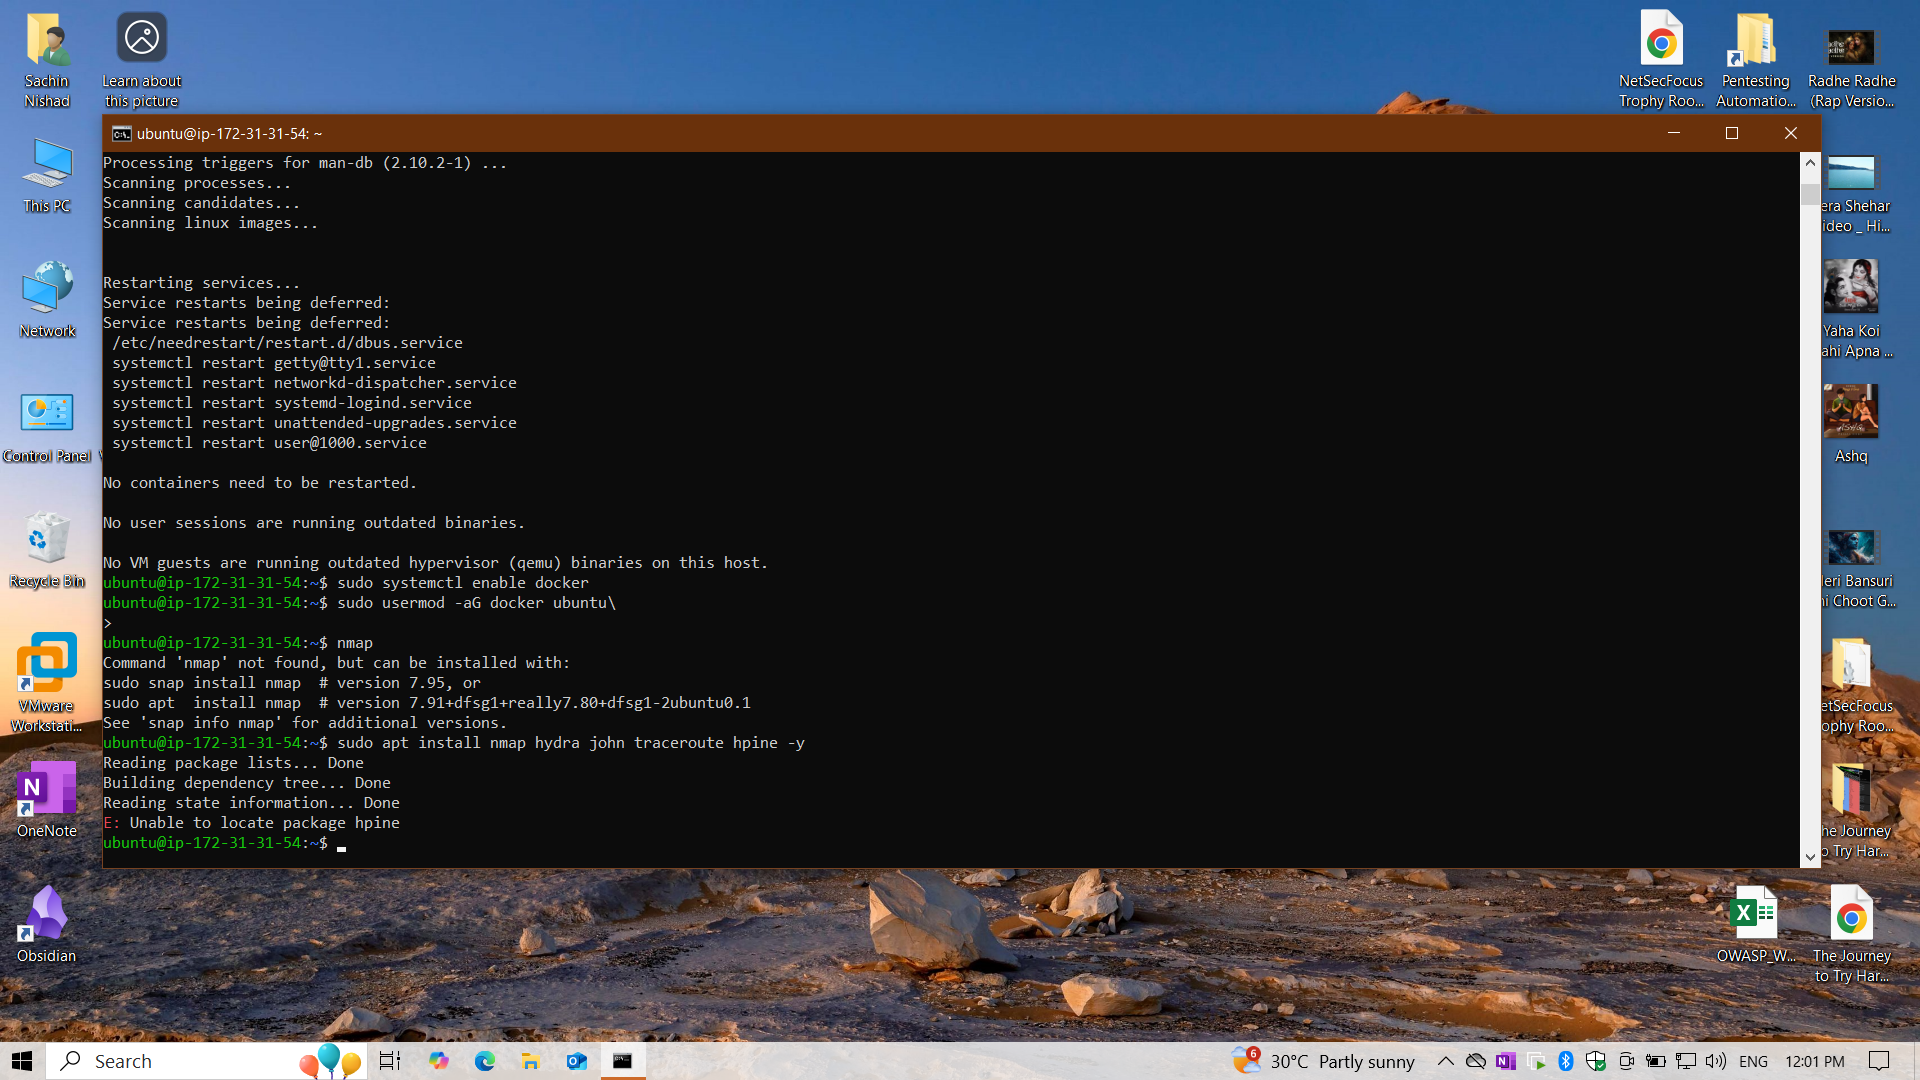 Sachin
Nishad
Learn about
this picture
NetSecFocus
Trophy Roo...
Pentesting
Automatio...
Radhe Radhe
(Rap Versio...
ubuntu@ip-172-31-31-54: ~
Processing triggers for man-db (2.10.2-1) ...
Scanning processes...
Scanning candidates...
Scanning linux images...
Restarting services...
Service restarts being deferred:
Service restarts being deferred:
/etc/needrestart/restart.d/dbus.service
systemctl restart getty@tty1.service
systemctl restart networkd-dispatcher.service
systemctl restart systemd-logind.service
systemctl restart unattended-upgrades.service
systemctl restart user@1000.service
No containers need to be restarted.
No user sessions are running outdated binaries.
No VM guests are running outdated hypervisor (qemu) binaries on this host.
ubuntu@ip-172-31-31-54:~$ sudo systemctl enable docker
ubuntu@ip-172-31-31-54:~$ sudo usermod -aG docker ubuntu\
>
ubuntu@ip-172-31-31-54:~$ nmap
Command 'nmap' not found, but can be installed with:
sudo snap install nmap  # version 7.95, or
sudo apt  install nmap  # version 7.91+dfsg1+really7.80+dfsg1-2ubuntu0.1
See 'snap info nmap' for additional versions.
ubuntu@ip-172-31-31-54:~$ sudo apt install nmap hydra john traceroute hpine -y
Reading package lists... Done
Building dependency tree... Done
Reading state information... Done
E: Unable to locate package hpine
ubuntu@ip-172-31-31-54:~$
This PC
Network
Control Panel
Recycle Bin
VMware
Workstati...
OneNote
Obsidian
era Shehar
ideo _ Hi...
Yaha Koi
ahi Apna ...
Ashq
eri Bansuri
i Choot G...
etSecFocus
ophy Roo...
he Journey
o Try Har...
OWASP_W...
The Journey
to Try Har...
Search
6
30°C Partly sunny
ENG
12:01 PM